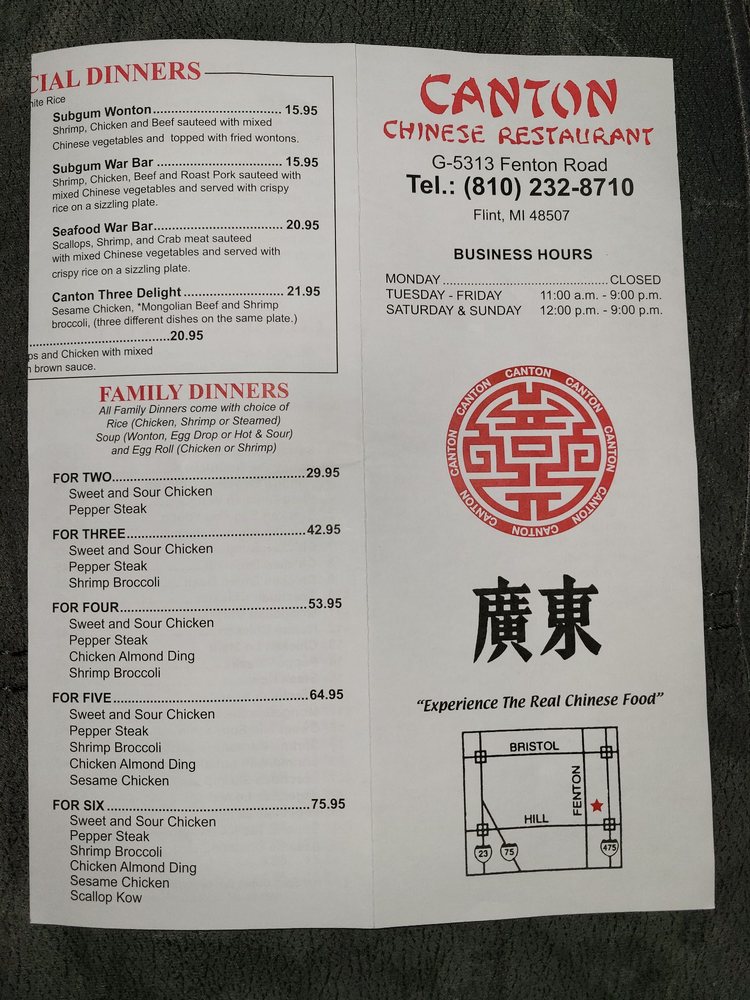 CIAL DINNERS
hite Rice
Subgum Wonton.............................. 15.95
Shrimp, Chicken and Beef sauteed with mixed
Chinese vegetables and topped with fried wontons.
Subgum War Bar ............................. 15.95
Shrimp, Chicken, Beef and Roast Pork sauteed with
mixed Chinese vegetables and served with crispy
rice on a sizzling plate.
Seafood War Bar.............................. 20.95
Scallops, Shrimp, and Crab meat sauteed
with mixed Chinese vegetables and served with
crispy rice on a sizzling plate.
Canton Three Delight ....................... 21.95
Sesame Chicken, *Mongolian Beef and Shrimp
broccoli, (three different dishes on the same plate.)
.................................20.95
ps and Chicken with mixed
n brown sauce.
FAMILY DINNERS
All Family Dinners come with choice of
Rice (Chicken, Shrimp or Steamed)
Soup (Wonton, Egg Drop or Hot & Sour)
and Egg Roll (Chicken or Shrimp)
FOR TWO.............................................29.95
Sweet and Sour Chicken
Pepper Steak
FOR THREE.........................................42.95
Sweet and Sour Chicken
Pepper Steak
Shrimp Broccoli
FOR FOUR...........................................53.95
Sweet and Sour Chicken
Pepper Steak
Chicken Almond Ding
Shrimp Broccoli
FOR FIVE.............................................64.95
Sweet and Sour Chicken
Pepper Steak
Shrimp Broccoli
Chicken Almond Ding
Sesame Chicken
FOR SIX..............................................75.95
Sweet and Sour Chicken
Pepper Steak
Shrimp Broccoli
Chicken Almond Ding
Sesame Chicken
Scallop Kow
CANTON
CHINESE RESTAURANT
G-5313 Fenton Road
Tel.: (810) 232-8710
Flint, MI 48507
BUSINESS HOURS
MONDAY..........................................CLOSED
TUESDAY - FRIDAY 11:00 a.m. - 9:00 p.m.
SATURDAY & SUNDAY 12:00 p.m. - 9:00 p.m.
CANTON CANTON CANTON CANTON CANTON CANTON CANTON CANTON CANTON
廣東
“Experience The Real Chinese Food”
BRISTOL
FENTON
HILL
23
75
475